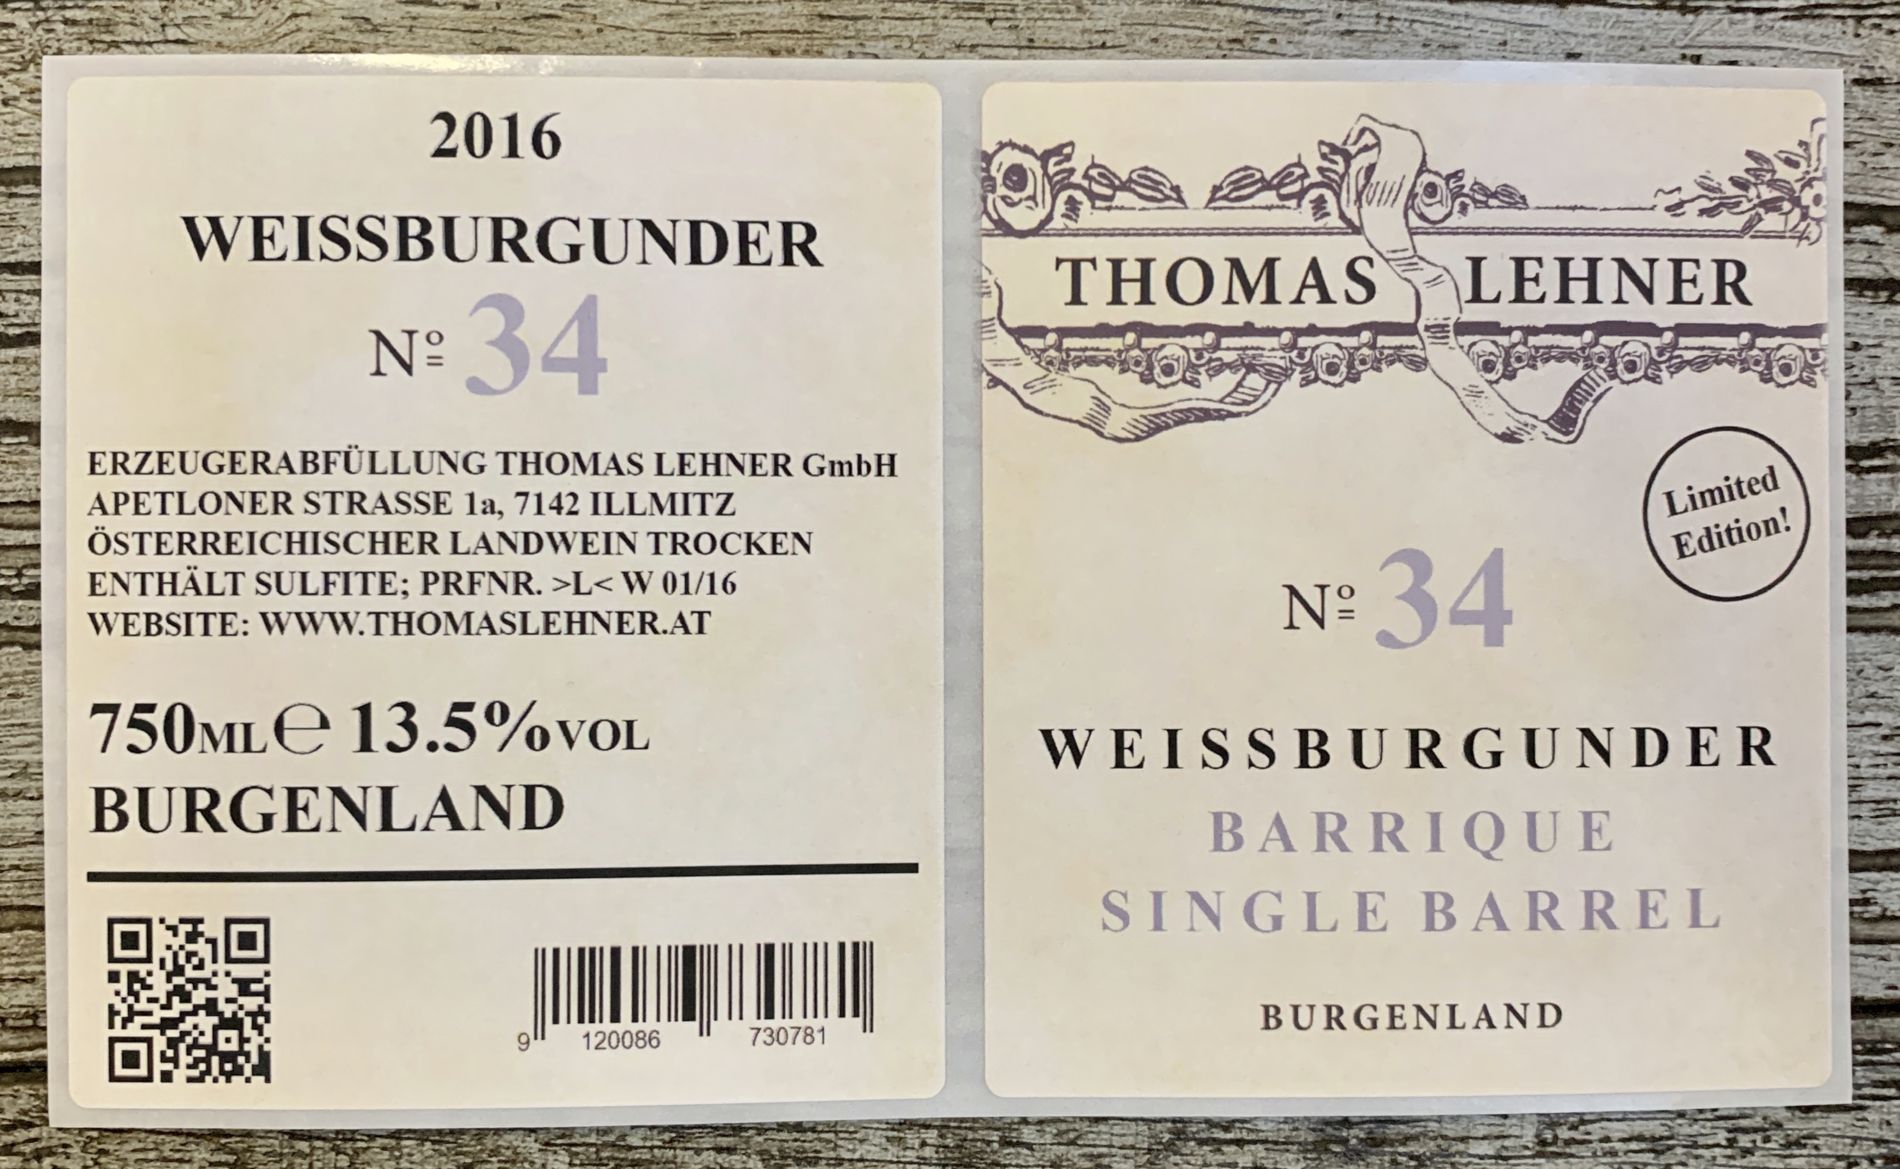 2016
WEISSBURGUNDER
Nº 34
ERZEUGERABFÜLLUNG THOMAS LEHNER GmbH
APETLONER STRASSE 1a, 7142 ILLMITZ
ÖSTERREICHISCHER LANDWEIN TROCKEN
ENTHÄLT SULFITE; PRFNR. >L< W 01/16
WEBSITE: WWW.THOMASLEHNER.AT
750ML ℮ 13.5%VOL
BURGENLAND
9 120086 730781
THOMAS LEHNER
Limited
Edition!
Nº 34
WEISSBURGUNDER
BARRIQUE
SINGLE BARREL
BURGENLAND